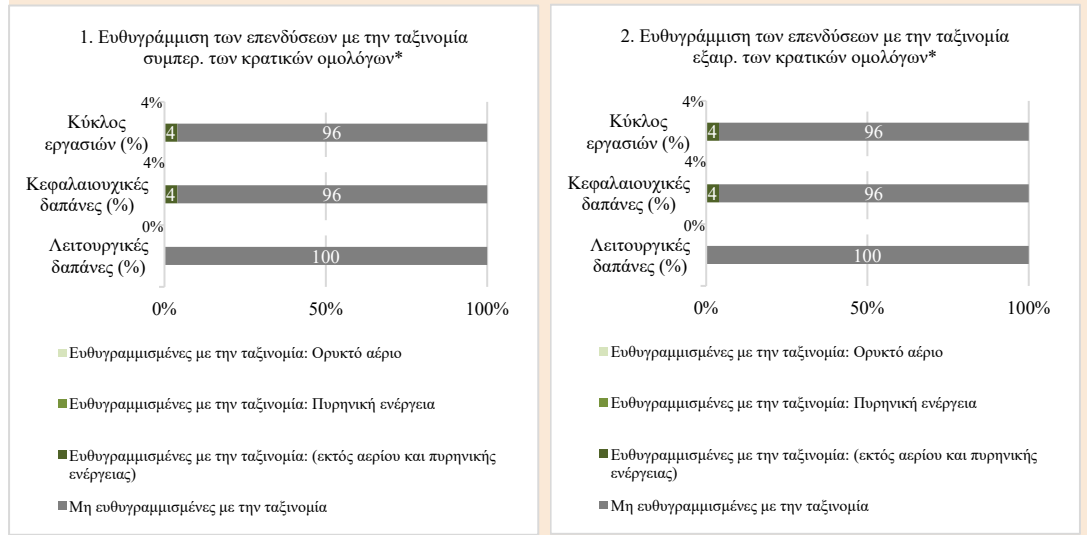 1. Ευθυγράμμιση των επενδύσεων με την ταξινομία
συμπερ. των κρατικών ομολόγων*
4%
Κύκλος
εργασιών (%)
4
96
4%
Κεφαλαιουχικές
δαπάνες (%)
4
96
0%
Λειτουργικές
δαπάνες (%)
100
0%
50%
100%
Ευθυγραμμισμένες με την ταξινομία: Ορυκτό αέριο
Ευθυγραμμισμένες με την ταξινομία: Πυρηνική ενέργεια
Ευθυγραμμισμένες με την ταξινομία: (εκτός αερίου και πυρηνικής
ενέργειας)
Μη ευθυγραμμισμένες με την ταξινομία
2. Ευθυγράμμιση των επενδύσεων με την ταξινομία
εξαιρ. των κρατικών ομολόγων*
4%
Κύκλος
εργασιών (%)
4
96
4%
Κεφαλαιουχικές
δαπάνες (%)
4
96
0%
Λειτουργικές
δαπάνες (%)
100
0%
50%
100%
Ευθυγραμμισμένες με την ταξινομία: Ορυκτό αέριο
Ευθυγραμμισμένες με την ταξινομία: Πυρηνική ενέργεια
Ευθυγραμμισμένες με την ταξινομία: (εκτός αερίου και πυρηνικής
ενέργειας)
Μη ευθυγραμμισμένες με την ταξινομία